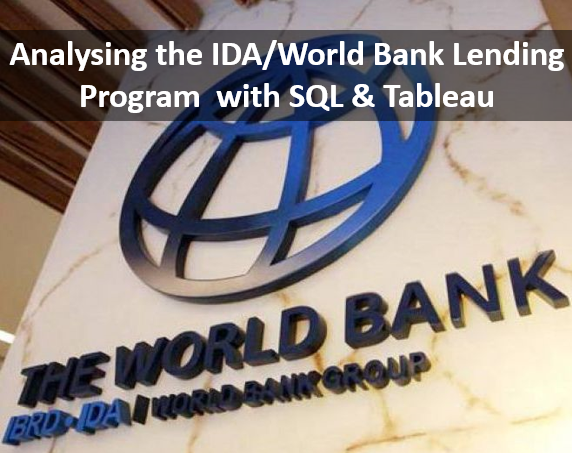 Analysing the IDA/World Bank Lending
Program with SQL & Tableau
THE WORLD BANK
IBRD • IDA | WORLD BANK GROUP